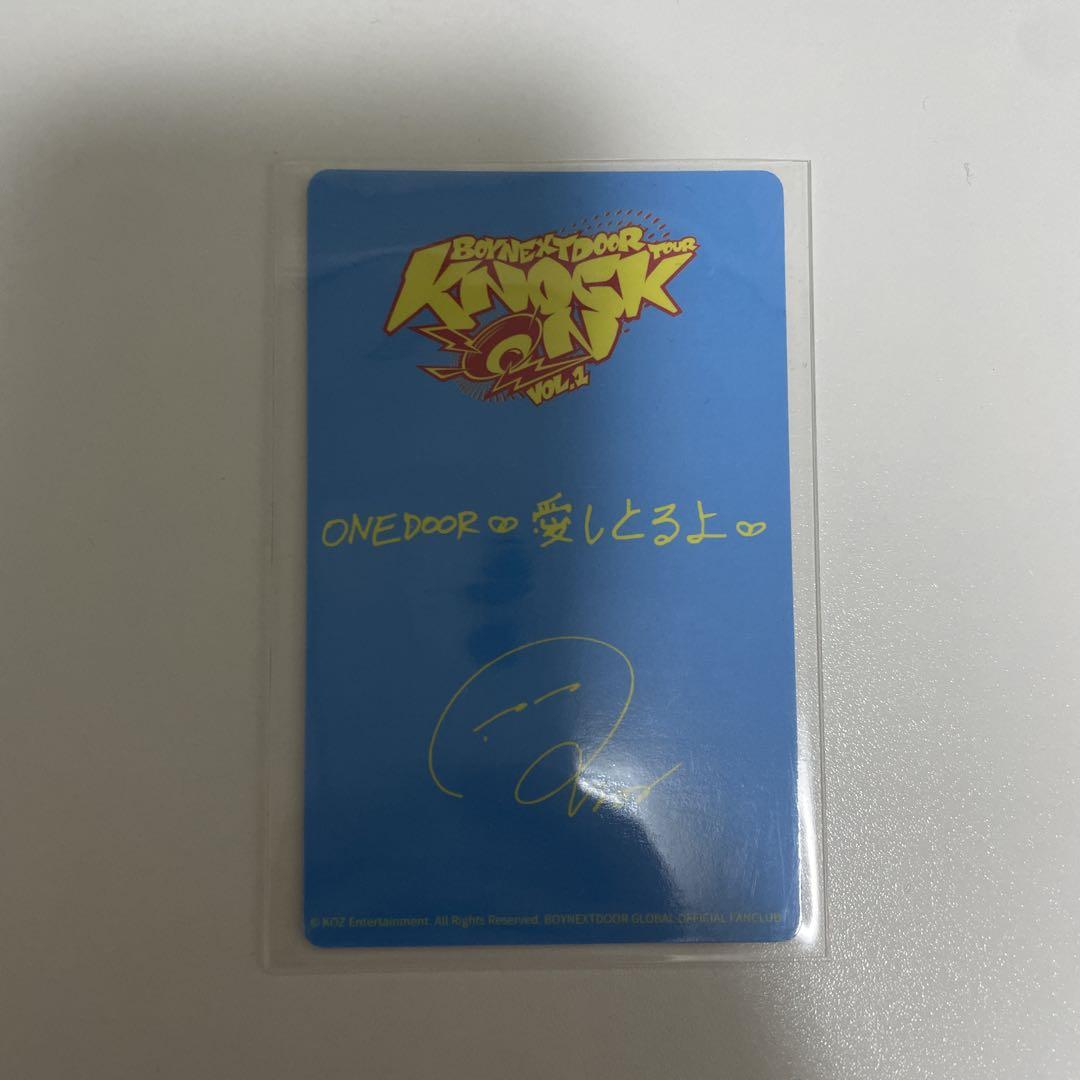 BOYNEXTDOOR TOUR
KNOCK
ON
VOL.1
ONEDOOR♡ 愛しとるよ♡
© KOZ Entertainment. All Rights Reserved. BOYNEXTDOOR GLOBAL OFFICIAL FANCLUB